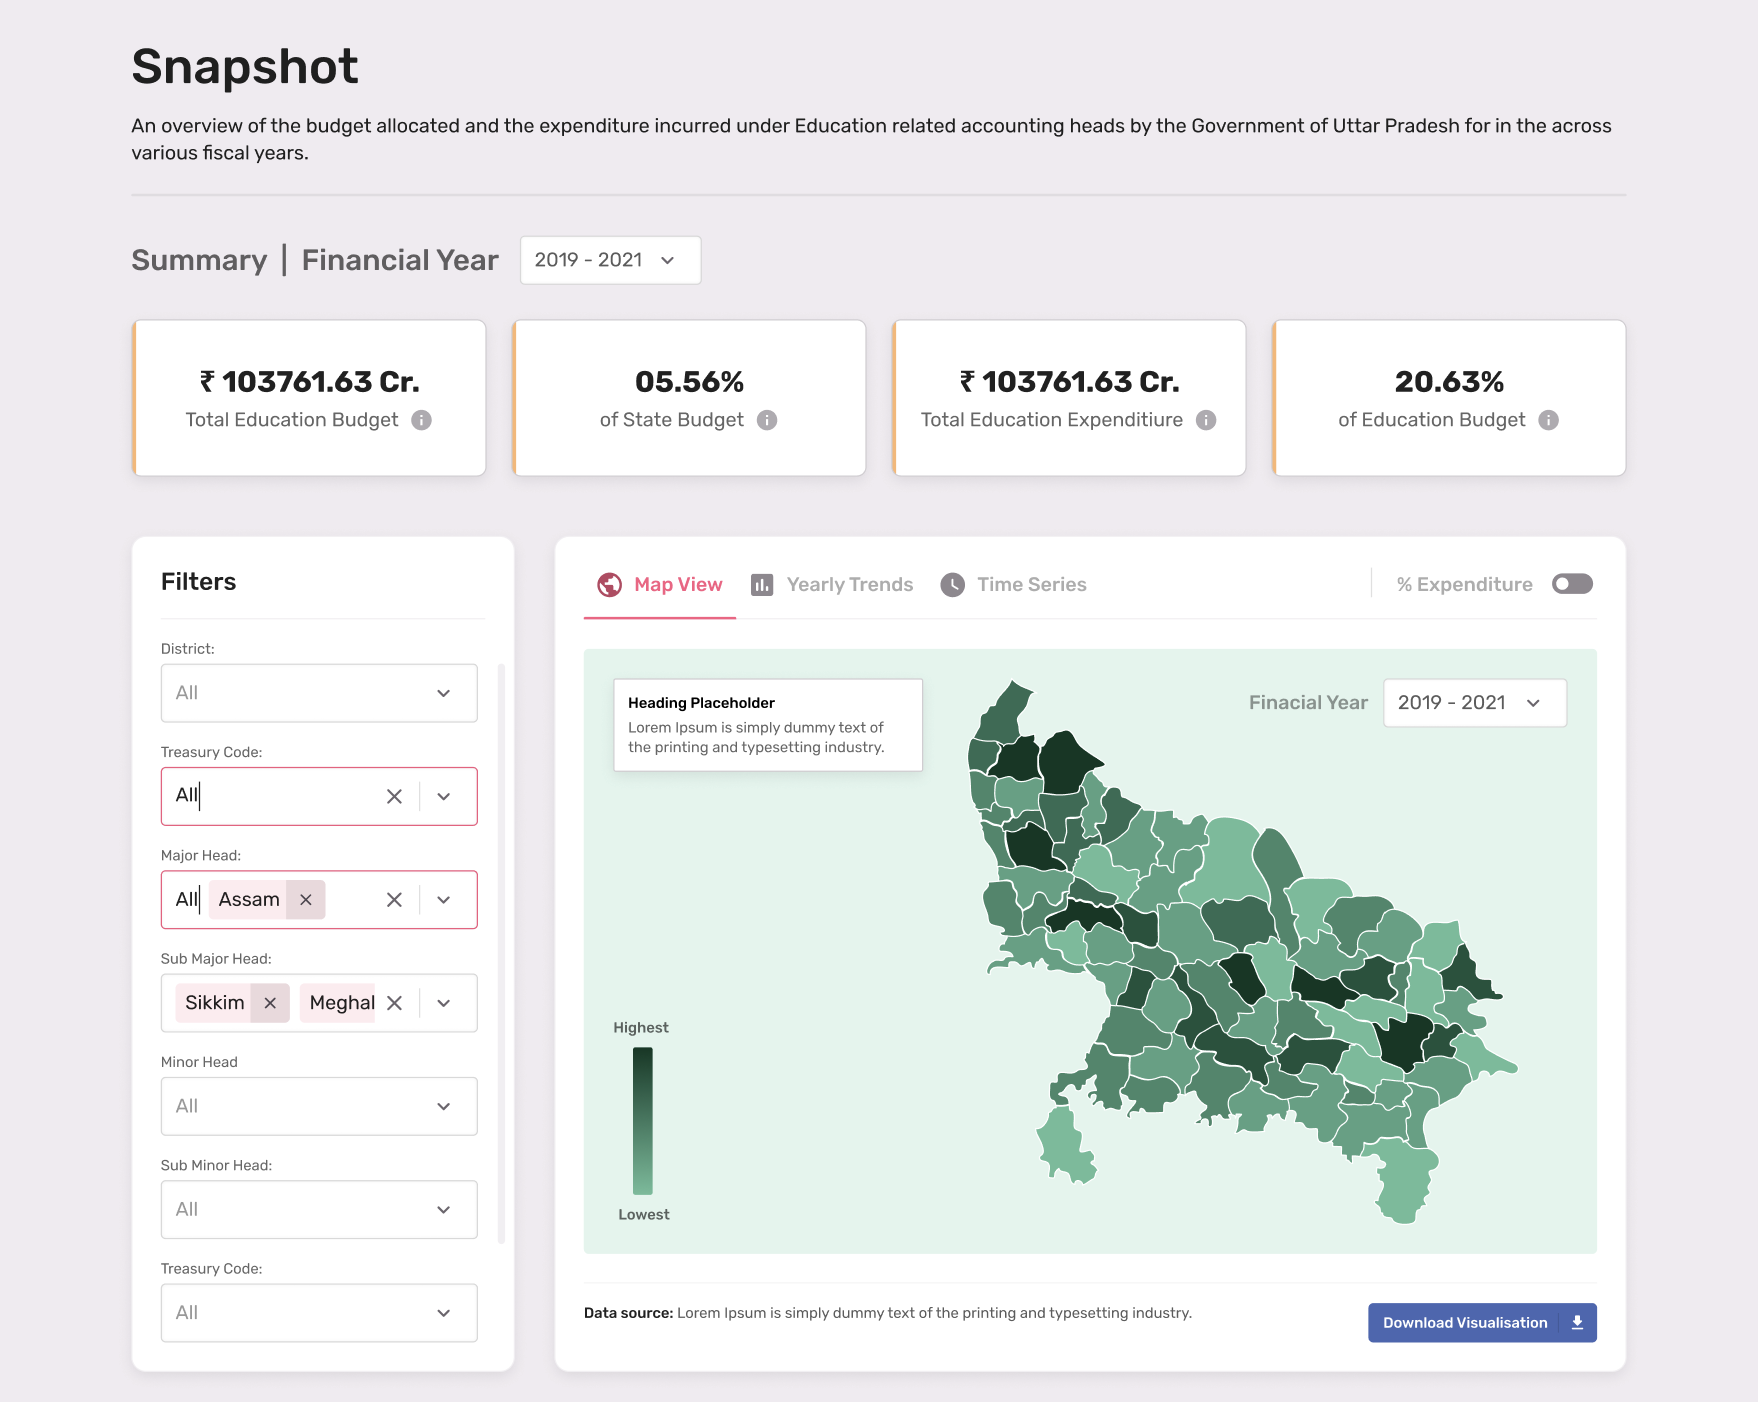 Snapshot
An overview of the budget allocated and the expenditure incurred under Education related accounting heads by the Government of Uttar Pradesh for in the across
various fiscal years.
Summary | Financial Year 2019 - 2021
₹ 103761.63 Cr.
Total Education Budget
05.56%
of State Budget
₹ 103761.63 Cr.
Total Education Expenditiure
20.63%
of Education Budget
Filters
District:
All
Treasury Code:
All
Major Head:
All Assam
Sub Major Head:
Sikkim Meghal
Minor Head
All
Sub Minor Head:
All
Treasury Code:
All
Map View Yearly Trends Time Series % Expenditure
Heading Placeholder
Lorem Ipsum is simply dummy text of
the printing and typesetting industry.
Finacial Year 2019 - 2021
Highest
Lowest
Data source: Lorem Ipsum is simply dummy text of the printing and typesetting industry.
Download Visualisation